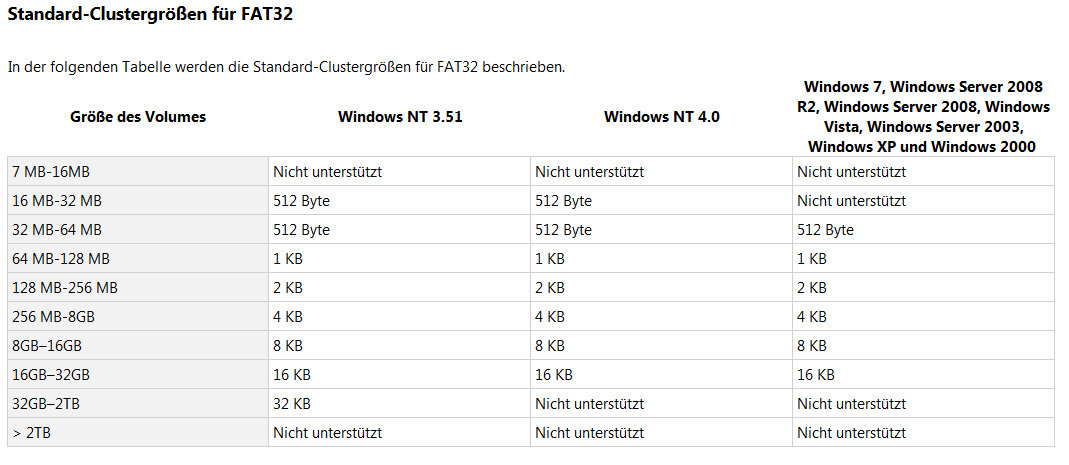 Standard-Clustergrößen für FAT32
In der folgenden Tabelle werden die Standard-Clustergrößen für FAT32 beschrieben.
Größe des Volumes Windows NT 3.51 Windows NT 4.0 Windows 7, Windows Server 2008
R2, Windows Server 2008, Windows
Vista, Windows Server 2003,
Windows XP und Windows 2000
7 MB-16MB Nicht unterstützt Nicht unterstützt Nicht unterstützt
16 MB-32 MB 512 Byte 512 Byte Nicht unterstützt
32 MB-64 MB 512 Byte 512 Byte 512 Byte
64 MB-128 MB 1 KB 1 KB 1 KB
128 MB-256 MB 2 KB 2 KB 2 KB
256 MB-8GB 4 KB 4 KB 4 KB
8GB–16GB 8 KB 8 KB 8 KB
16GB–32GB 16 KB 16 KB 16 KB
32GB–2TB 32 KB Nicht unterstützt Nicht unterstützt
> 2TB Nicht unterstützt Nicht unterstützt Nicht unterstützt